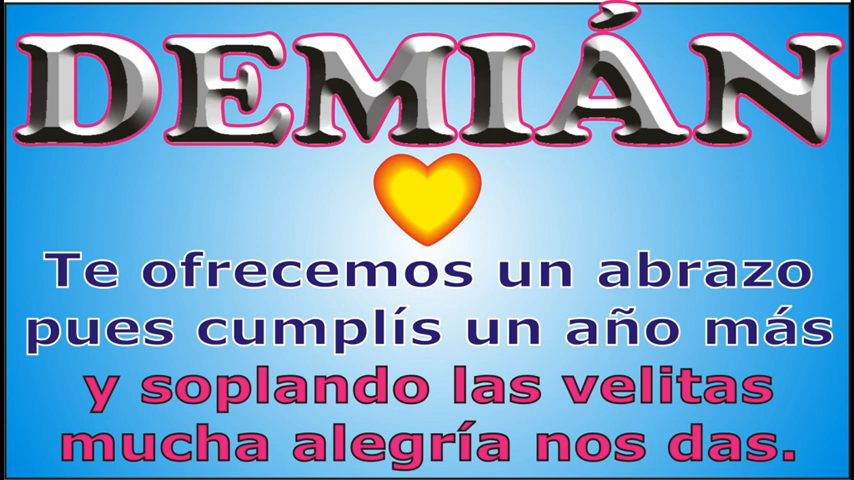 DEMIÁN
Te ofrecemos un abrazo
pues cumplís un año más
y soplando las velitas
mucha alegría nos das.